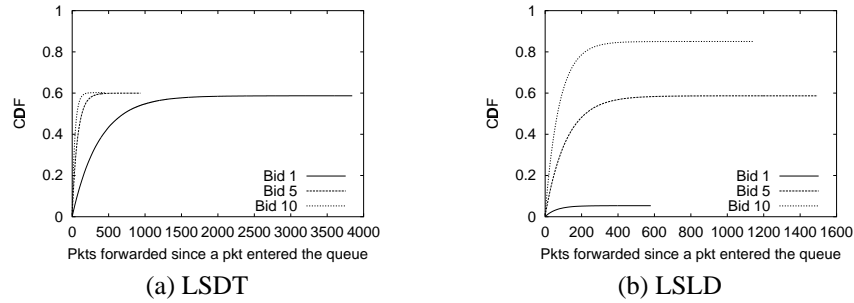 1
0.8
0.6
0.4
0.2
0
CDF
Bid 1
Bid 5
Bid 10
0 500 1000 1500 2000 2500 3000 3500 4000
Pkts forwarded since a pkt entered the queue
(a) LSDT
1
0.8
0.6
0.4
0.2
0
CDF
Bid 1
Bid 5
Bid 10
0 200 400 600 800 1000 1200 1400 1600
Pkts forwarded since a pkt entered the queue
(b) LSLD